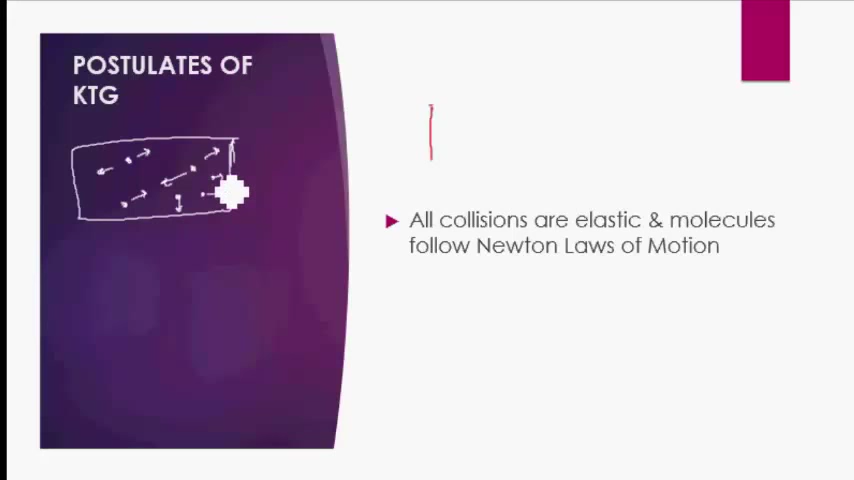 POSTULATES OF
KTG
All collisions are elastic & molecules
follow Newton Laws of Motion